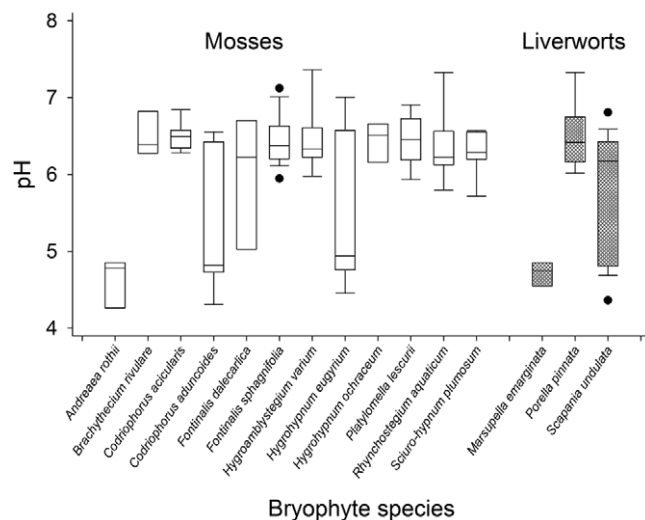 Mosses
Liverworts
pH
8
7
6
5
4
Andreaea rothii
Brachythecium rivulare
Codriophorus acicularis
Codriophorus aduncoides
Fontinalis dalecarlica
Fontinalis sphagnifolia
Hygroamblystegium varium
Hygrohypnum eugyrium
Hygrohypnum ochraceum
Platylomella lescurii
Rhynchostegium aquaticum
Sciuro-hypnum plumosum
Marsupella emarginata
Porella pinnata
Scapania undulata
Bryophyte species